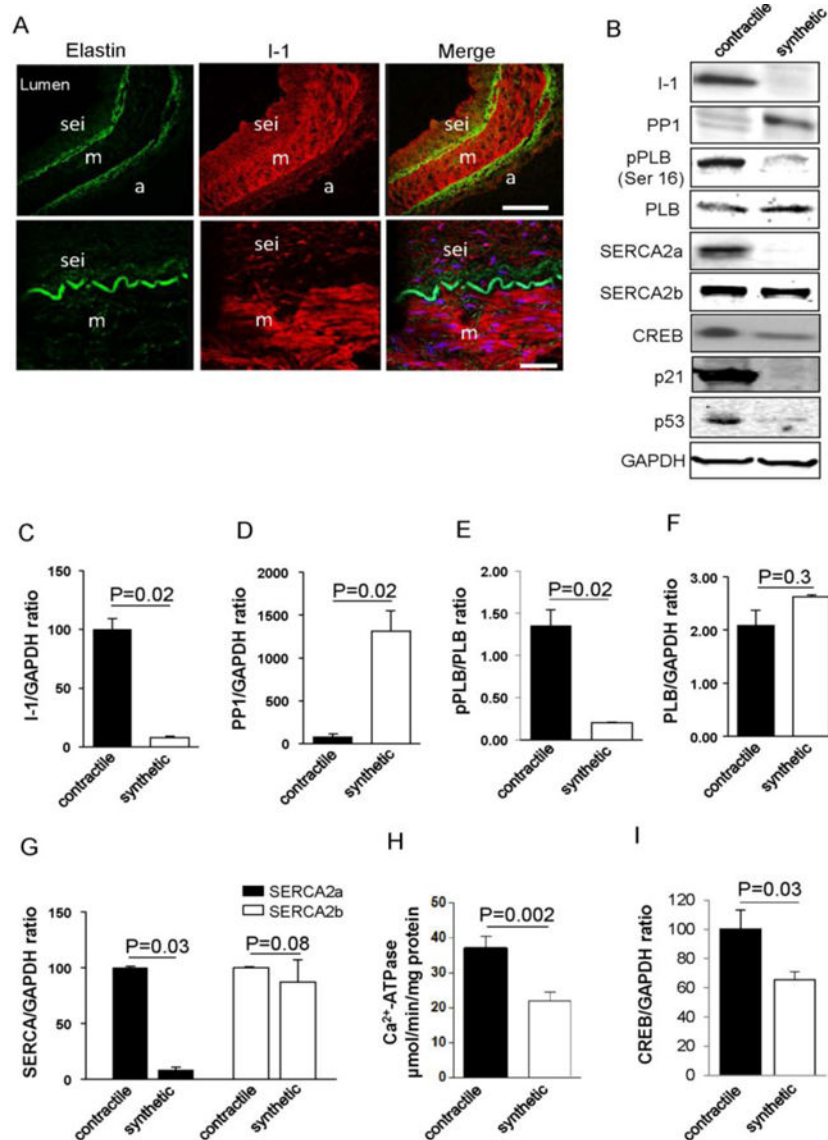 A
Elastin I-1 Merge
Lumen
sei sei sei
m m m
a a a
sei sei sei
m m m
B
contractile synthetic
I-1
PP1
pPLB
(Ser 16)
PLB
SERCA2a
SERCA2b
CREB
p21
p53
GAPDH
C
I-1/GAPDH ratio
150
100
50
0
P=0.02
contractile synthetic
D
PP1/GAPDH ratio
2000
1500
1000
500
0
P=0.02
contractile synthetic
E
pPLB/PLB ratio
2.00
1.50
1.00
0.50
0.00
P=0.02
contractile synthetic
F
PLB/GAPDH ratio
3.00
2.00
1.00
0.00
P=0.3
contractile synthetic
G
SERCA/GAPDH ratio
150
100
50
0
SERCA2a
SERCA2b
P=0.03 P=0.08
contractile synthetic contractile synthetic
H
Ca²⁺-ATPase
µmol/min/mg protein
50
40
30
20
10
0
P=0.002
contractile synthetic
I
CREB/GAPDH ratio
120
100
80
60
40
20
0
P=0.03
contractile synthetic